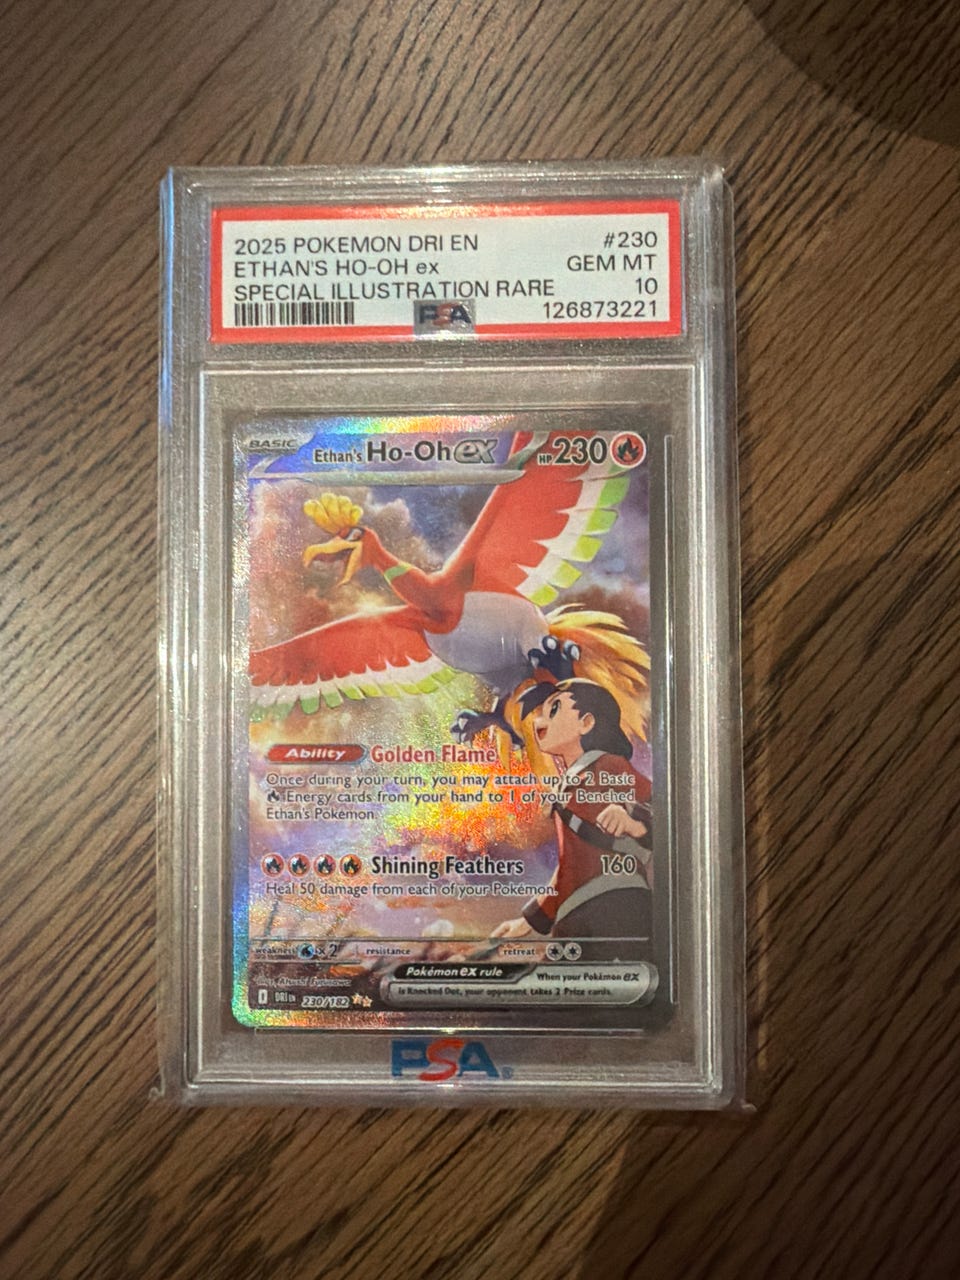 2025 POKEMON DRI EN #230
ETHAN'S HO-OH ex GEM MT
SPECIAL ILLUSTRATION RARE 10
PSA 126873221
BASIC Ethan's Ho-Oh ex HP 230
Ability Golden Flame
Once during your turn, you may attach up to 2 Basic
Energy cards from your hand to 1 of your Benched
Ethan's Pokémon.
Shining Feathers 160
Heal 50 damage from each of your Pokémon.
weakness ×2 resistance retreat
Pokémon ex rule When your Pokémon ex
is Knocked Out, your opponent takes 2 Prize cards.
D DRI EN 230/182
PSA